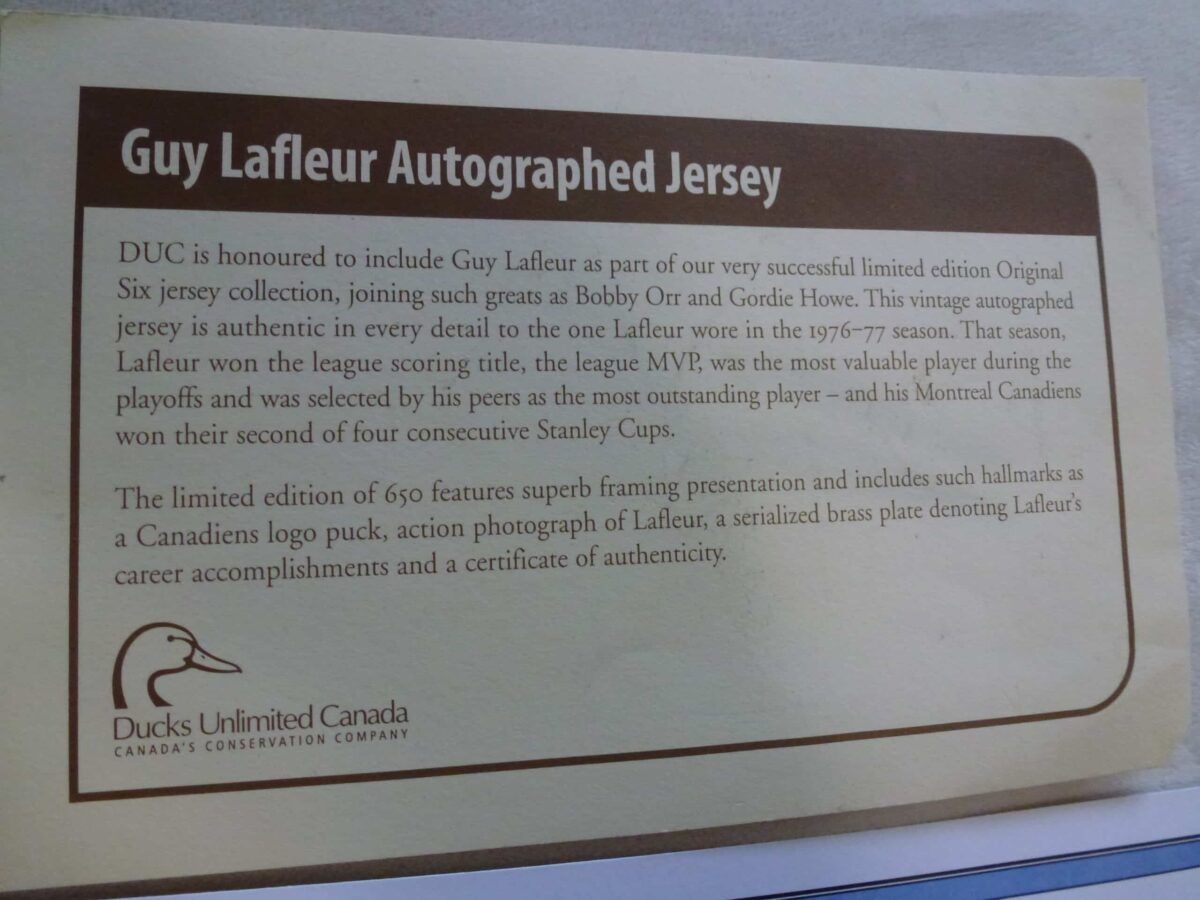 Guy Lafleur Autographed Jersey
DUC is honoured to include Guy Lafleur as part of our very successful limited edition Original
Six jersey collection, joining such greats as Bobby Orr and Gordie Howe. This vintage autographed
jersey is authentic in every detail to the one Lafleur wore in the 1976–77 season. That season,
Lafleur won the league scoring title, the league MVP, was the most valuable player during the
playoffs and was selected by his peers as the most outstanding player – and his Montreal Canadiens
won their second of four consecutive Stanley Cups.
The limited edition of 650 features superb framing presentation and includes such hallmarks as
a Canadiens logo puck, action photograph of Lafleur, a serialized brass plate denoting Lafleur's
career accomplishments and a certificate of authenticity.
Ducks Unlimited Canada
CANADA'S CONSERVATION COMPANY